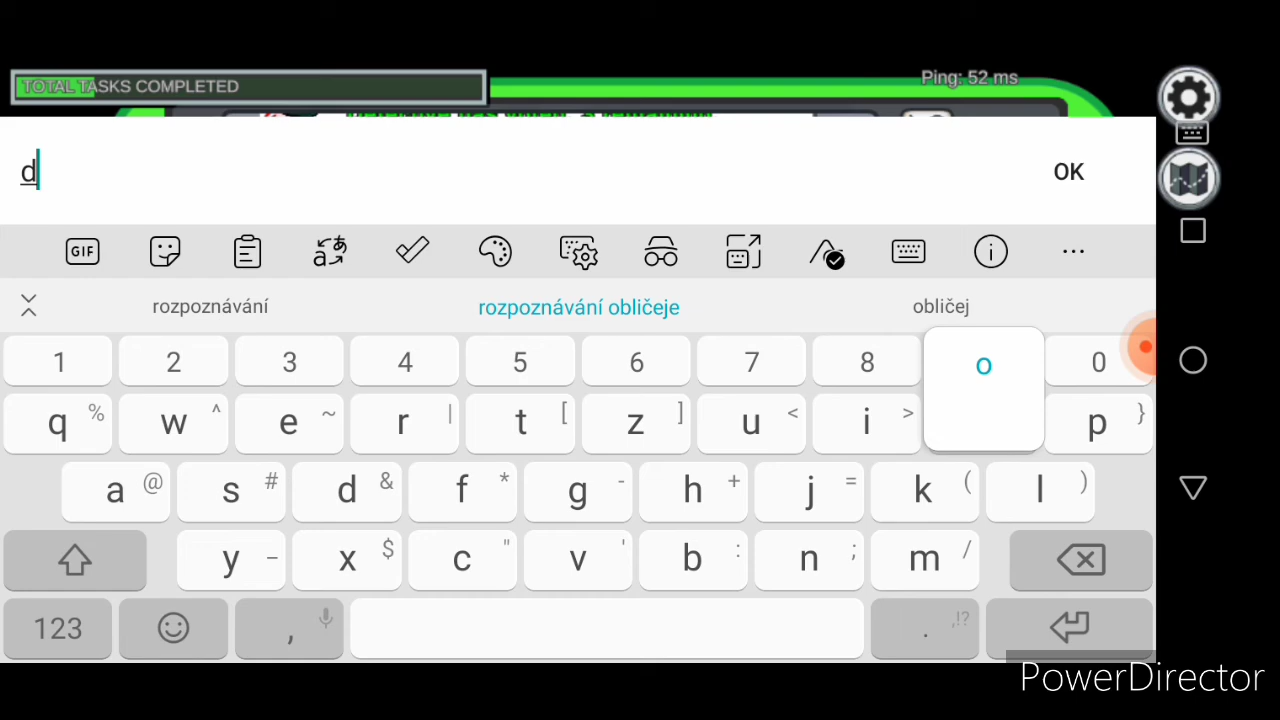 TOTAL TASKS COMPLETED
Ping: 52 ms
d
OK
GIF
rozpoznávání
rozpoznávání obličeje
obličej
1 2 3 4 5 6 7 8 0
q % w ^ e ~ r | t [ z ] u < i > o p }
a @ s # d & f * g - h + j = k ( l )
y _ x $ c " v ' b : n ; m /
123 , . ,!?
PowerDirector